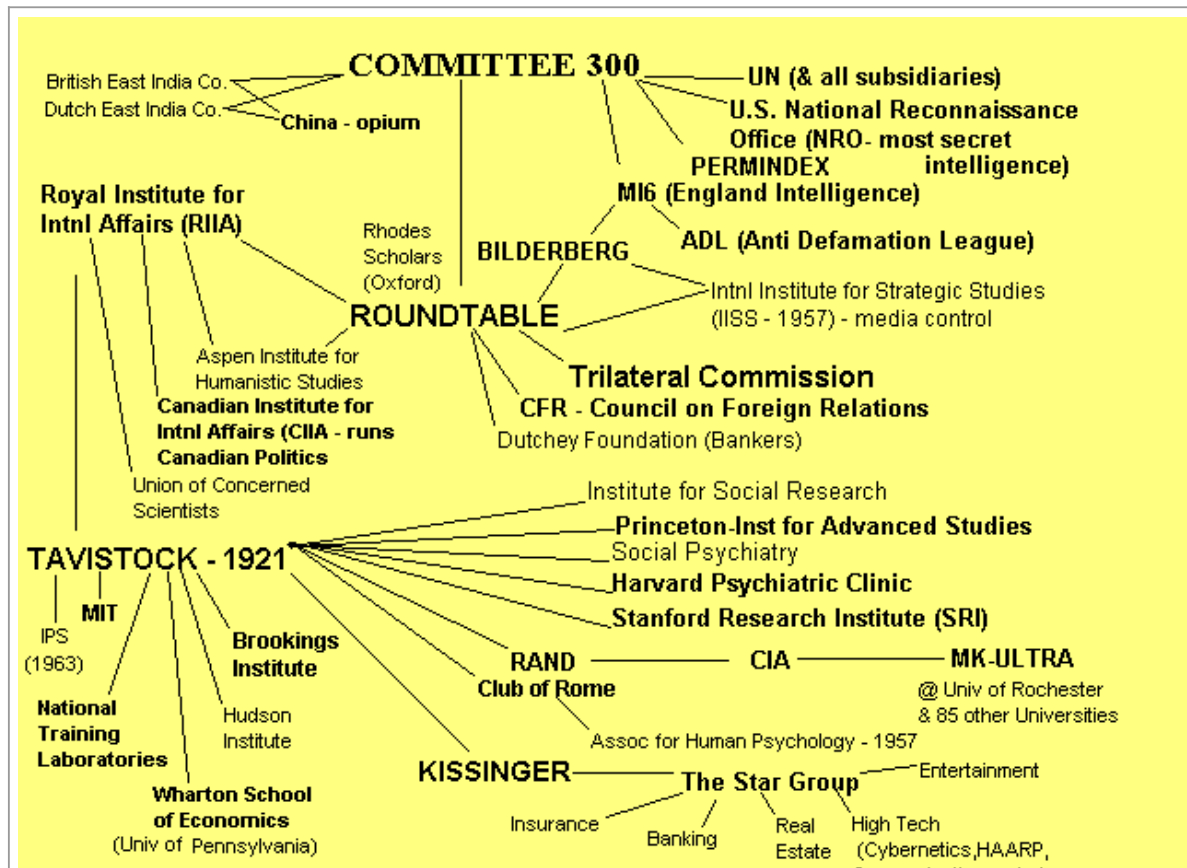 COMMITTEE 300
British East India Co.
Dutch East India Co.
China - opium
UN (& all subsidiaries)
U.S. National Reconnaissance
Office (NRO- most secret
intelligence)
PERMINDEX
MI6 (England Intelligence)
ADL (Anti Defamation League)
Royal Institute for
Intnl Affairs (RIIA)
Rhodes
Scholars
(Oxford)
BILDERBERG
Intnl Institute for Strategic Studies
(IISS - 1957) - media control
ROUNDTABLE
Aspen Institute for
Humanistic Studies
Trilateral Commission
CFR - Council on Foreign Relations
Dutchey Foundation (Bankers)
Canadian Institute for
Intnl Affairs (CIIA - runs
Canadian Politics
Union of Concerned
Scientists
TAVISTOCK - 1921
Institute for Social Research
Princeton-Inst for Advanced Studies
Social Psychiatry
Harvard Psychiatric Clinic
Stanford Research Institute (SRI)
IPS
(1963)
MIT
Brookings
Institute
RAND
CIA
MK-ULTRA
@ Univ of Rochester
& 85 other Universities
Club of Rome
National
Training
Laboratories
Hudson
Institute
Assoc for Human Psychology - 1957
KISSINGER
The Star Group
Entertainment
Wharton School
of Economics
(Univ of Pennsylvania)
Insurance
Banking
Real
Estate
High Tech
(Cybernetics,HAARP,